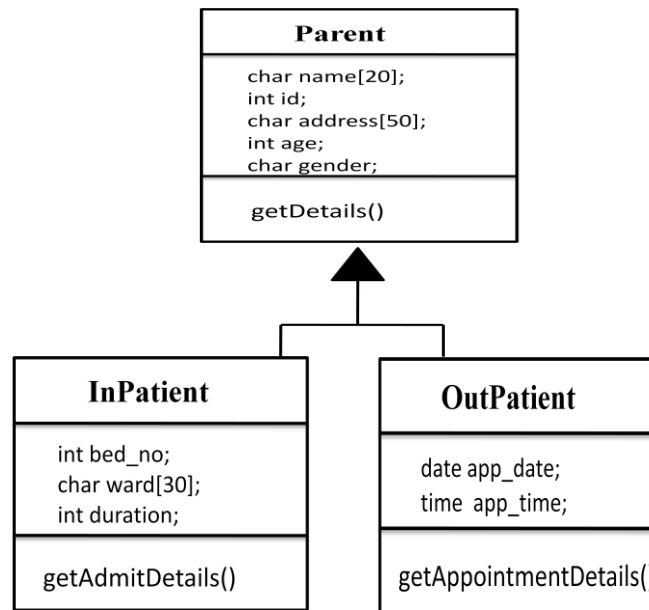 Parent
char name[20];
int id;
char address[50];
int age;
char gender;
getDetails()
InPatient
int bed_no;
char ward[30];
int duration;
getAdmitDetails()
OutPatient
date app_date;
time app_time;
getAppointmentDetails()